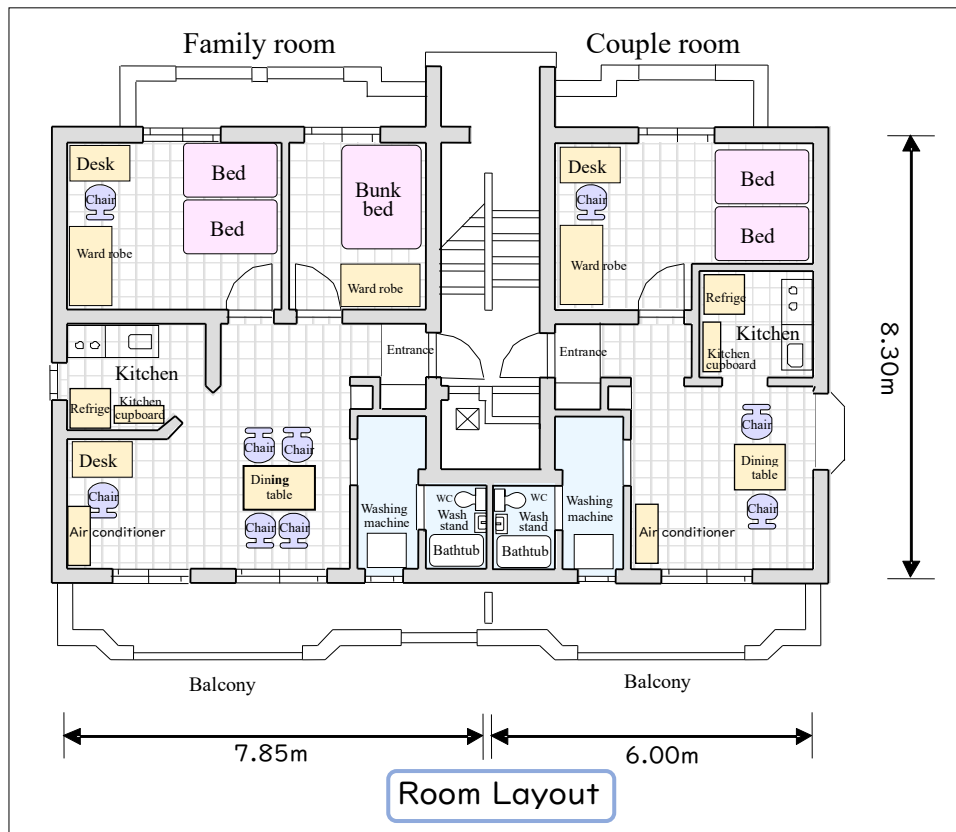 Family room
Couple room
Desk
Chair
Bed
Bed
Ward robe
Bunk
bed
Ward robe
Desk
Chair
Bed
Bed
Ward robe
Refrige
Kitchen
Kitchen
cupboard
Entrance
Entrance
Kitchen
Refrige
Kitchen
cupboard
Desk
Chair
Air conditioner
Chair
Chair
Dining
table
Chair
Chair
Washing
machine
WC
Wash
stand
Bathtub
WC
Wash
stand
Bathtub
Washing
machine
Chair
Dining
table
Chair
Air conditioner
8.30m
Balcony
Balcony
7.85m
6.00m
Room Layout